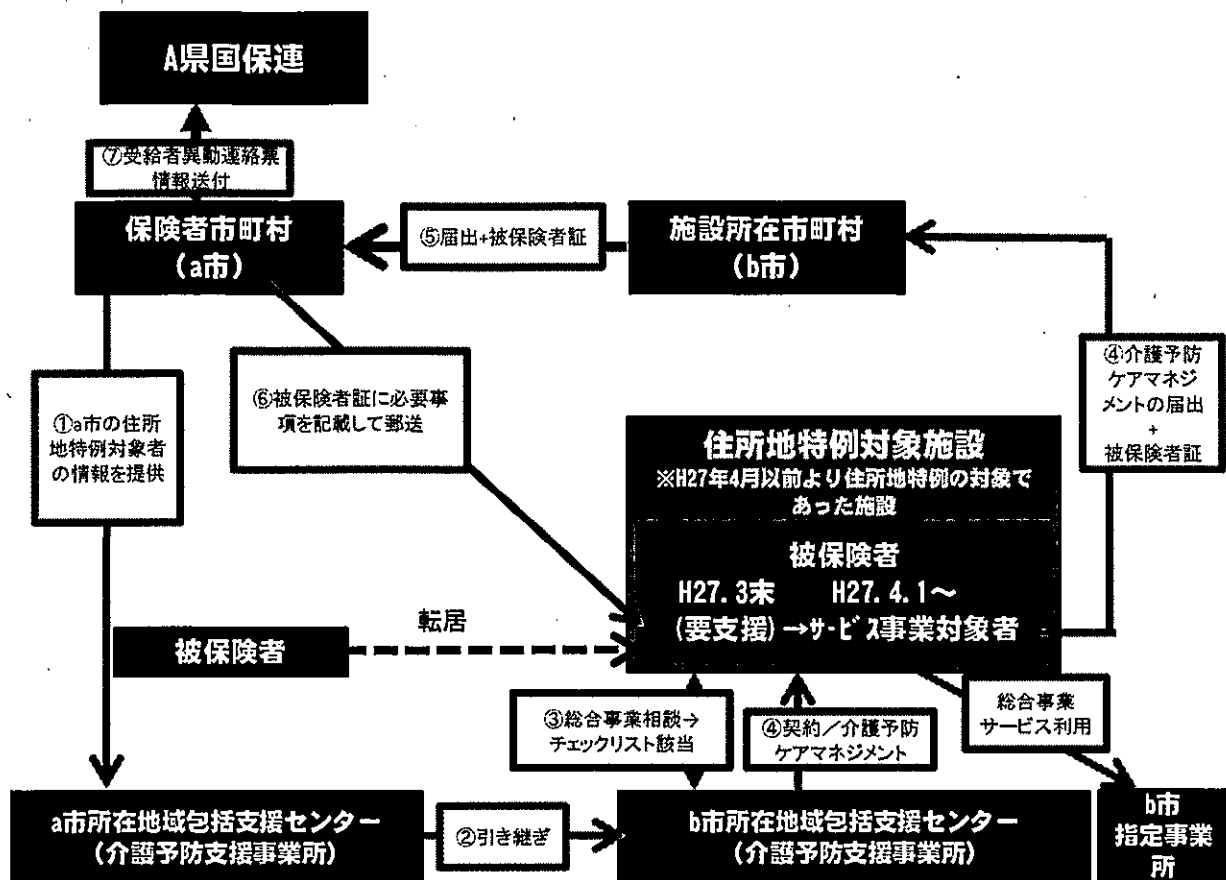 A県国保連
⑦受給者異動連絡票
情報送付
保険者市町村
(a市)
⑤届出+被保険者証
施設所在市町村
(b市)
①a市の住所
地特例対象者
の情報を提供
⑥被保険者証に必要事
項を記載して郵送
④介護予防
ケアマネジ
メントの届出
+
被保険者証
住所地特例対象施設
※H27年4月以前より住所地特例の対象で
あった施設
被保険者
H27.3末 H27.4.1～
(要支援)→サービス事業対象者
転居
被保険者
③総合事業相談→
チェックリスト該当
④契約／介護予防
ケアマネジメント
総合事業
サービス利用
a市所在地域包括支援センター
(介護予防支援事業所)
②引き継ぎ
b市所在地域包括支援センター
(介護予防支援事業所)
b市
指定事業
所